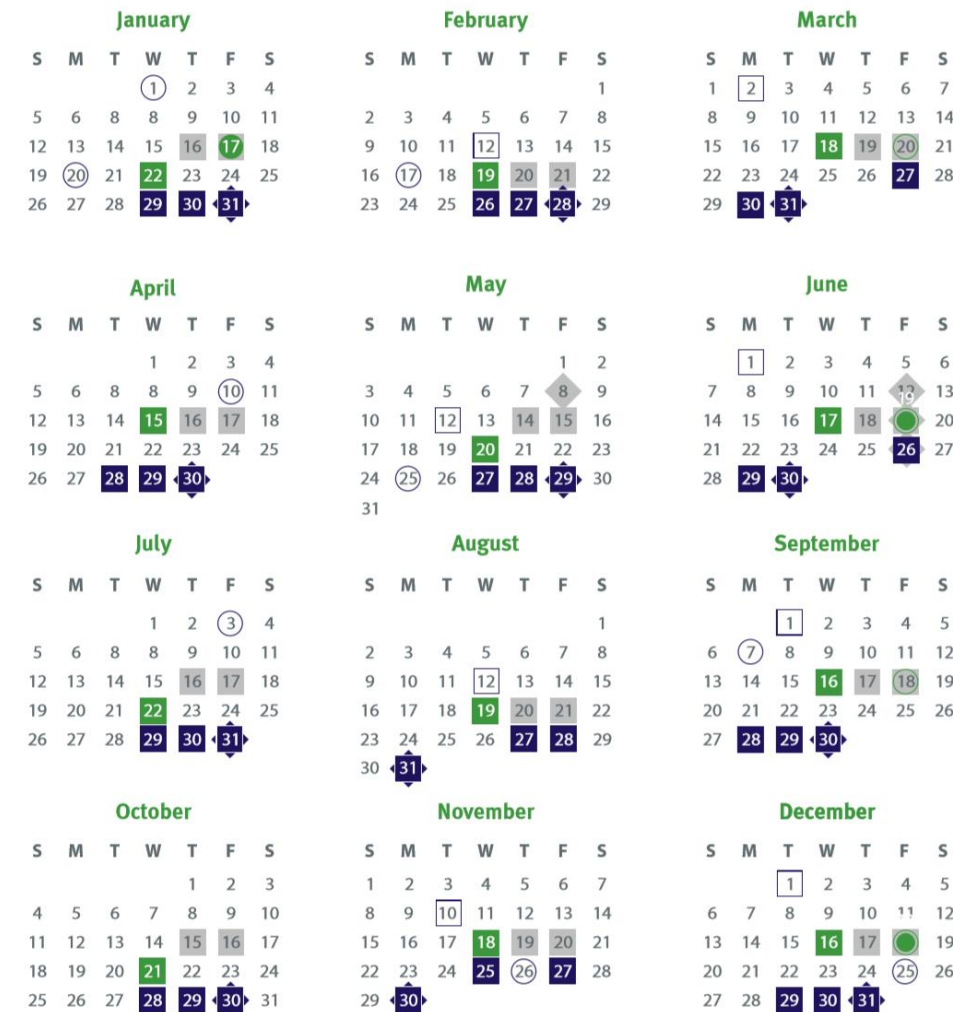 January
S M T W T F S
1 2 3 4
5 6 8 8 9 10 11
12 13 14 15 16 17 18
19 20 21 22 23 24 25
26 27 28 29 30 31
February
S M T W T F S
1
2 3 4 5 6 7 8
9 10 11 12 13 14 15
16 17 18 19 20 21 22
23 24 25 26 27 28 29
March
S M T W T F S
1 2 3 4 5 6 7
8 9 10 11 12 13 14
15 16 17 18 19 20 21
22 23 24 25 26 27 28
29 30 31
April
S M T W T F S
1 2 3 4
5 6 8 8 9 10 11
12 13 14 15 16 17 18
19 20 21 22 23 24 25
26 27 28 29 30
May
S M T W T F S
1 2
3 4 5 6 7 8 9
10 11 12 13 14 15 16
17 18 19 20 21 22 23
24 25 26 27 28 29 30
31
June
S M T W T F S
1 2 3 4 5 6
7 8 9 10 11 12 13
19
14 15 16 17 18 20
21 22 23 24 25 26 27
28 29 30
July
S M T W T F S
1 2 3 4
5 6 8 8 9 10 11
12 13 14 15 16 17 18
19 20 21 22 23 24 25
26 27 28 29 30 31
August
S M T W T F S
1
2 3 4 5 6 7 8
9 10 11 12 13 14 15
16 17 18 19 20 21 22
23 24 25 26 27 28 29
30 31
September
S M T W T F S
1 2 3 4 5
6 7 8 9 10 11 12
13 14 15 16 17 18 19
20 21 22 23 24 25 26
27 28 29 30
October
S M T W T F S
1 2 3
4 5 6 7 8 9 10
11 12 13 14 15 16 17
18 19 20 21 22 23 24
25 26 27 28 29 30 31
November
S M T W T F S
1 2 3 4 5 6 7
8 9 10 11 12 13 14
15 16 17 18 19 20 21
22 23 24 25 26 27 28
29 30
December
S M T W T F S
1 2 3 4 5
6 7 8 9 10 11 12
13 14 15 16 17 19
20 21 22 23 24 25 26
27 28 29 30 31